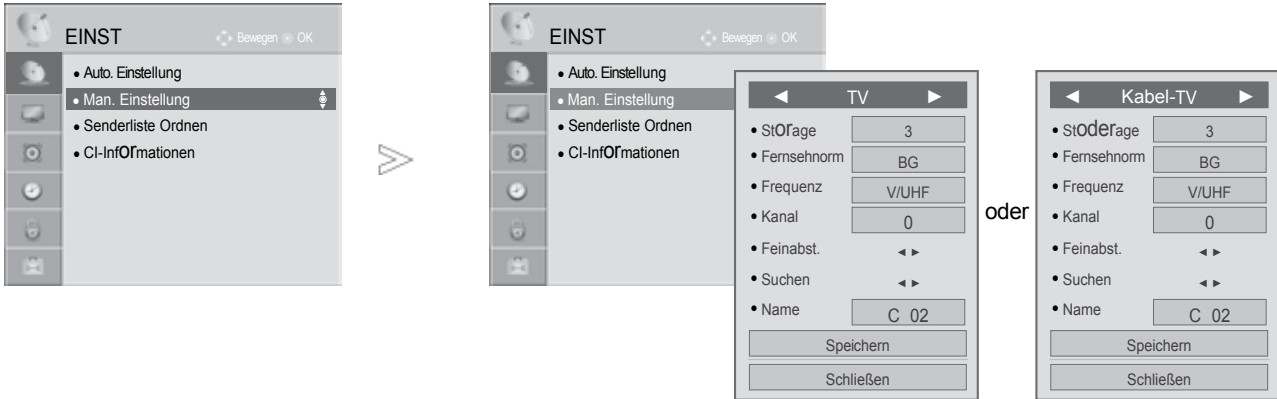 EINST Bewegen OK
• Auto. Einstellung
• Man. Einstellung
• Senderliste Ordnen
• CI-Informationen
EINST Bewegen OK
• Auto. Einstellung
• Man. Einstellung
• Senderliste Ordnen
• CI-Informationen
◄ TV ►
• Storage 3
• Fernsehnorm BG
• Frequenz V/UHF
• Kanal 0
• Feinabst. ◄ ►
• Suchen ◄ ►
• Name C 02
Speichern
Schließen
oder
◄ Kabel-TV ►
• Stoderage 3
• Fernsehnorm BG
• Frequenz V/UHF
• Kanal 0
• Feinabst. ◄ ►
• Suchen ◄ ►
• Name C 02
Speichern
Schließen